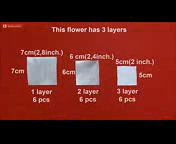 This flower has 3 layers
7cm(2,8inch.)
6 cm(2,4inch.)
5cm(2 inch.)
7cm
6cm
5cm
1 layer
2 layer
3 layer
6 pcs
6 pcs
6 pcs